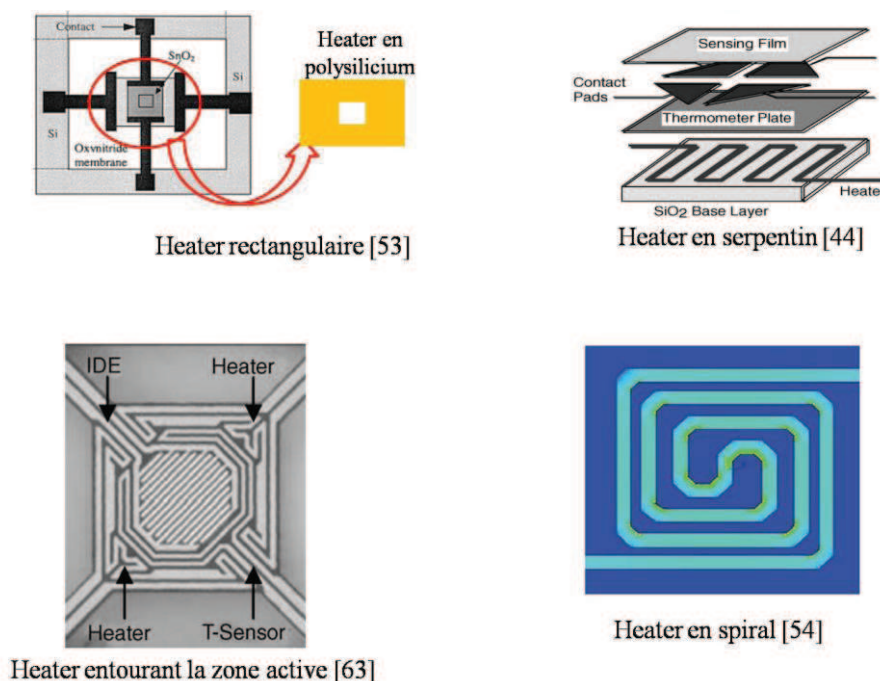 Contact
SnO2
Si
Si
Oxynitride
membrane
Heater en
polysilicium
Heater rectangulaire [53]
Sensing Film
Contact
Pads
Thermometer Plate
Heater
SiO2 Base Layer
Heater en serpentin [44]
IDE
Heater
Heater
T-Sensor
Heater entourant la zone active [63]
Heater en spiral [54]